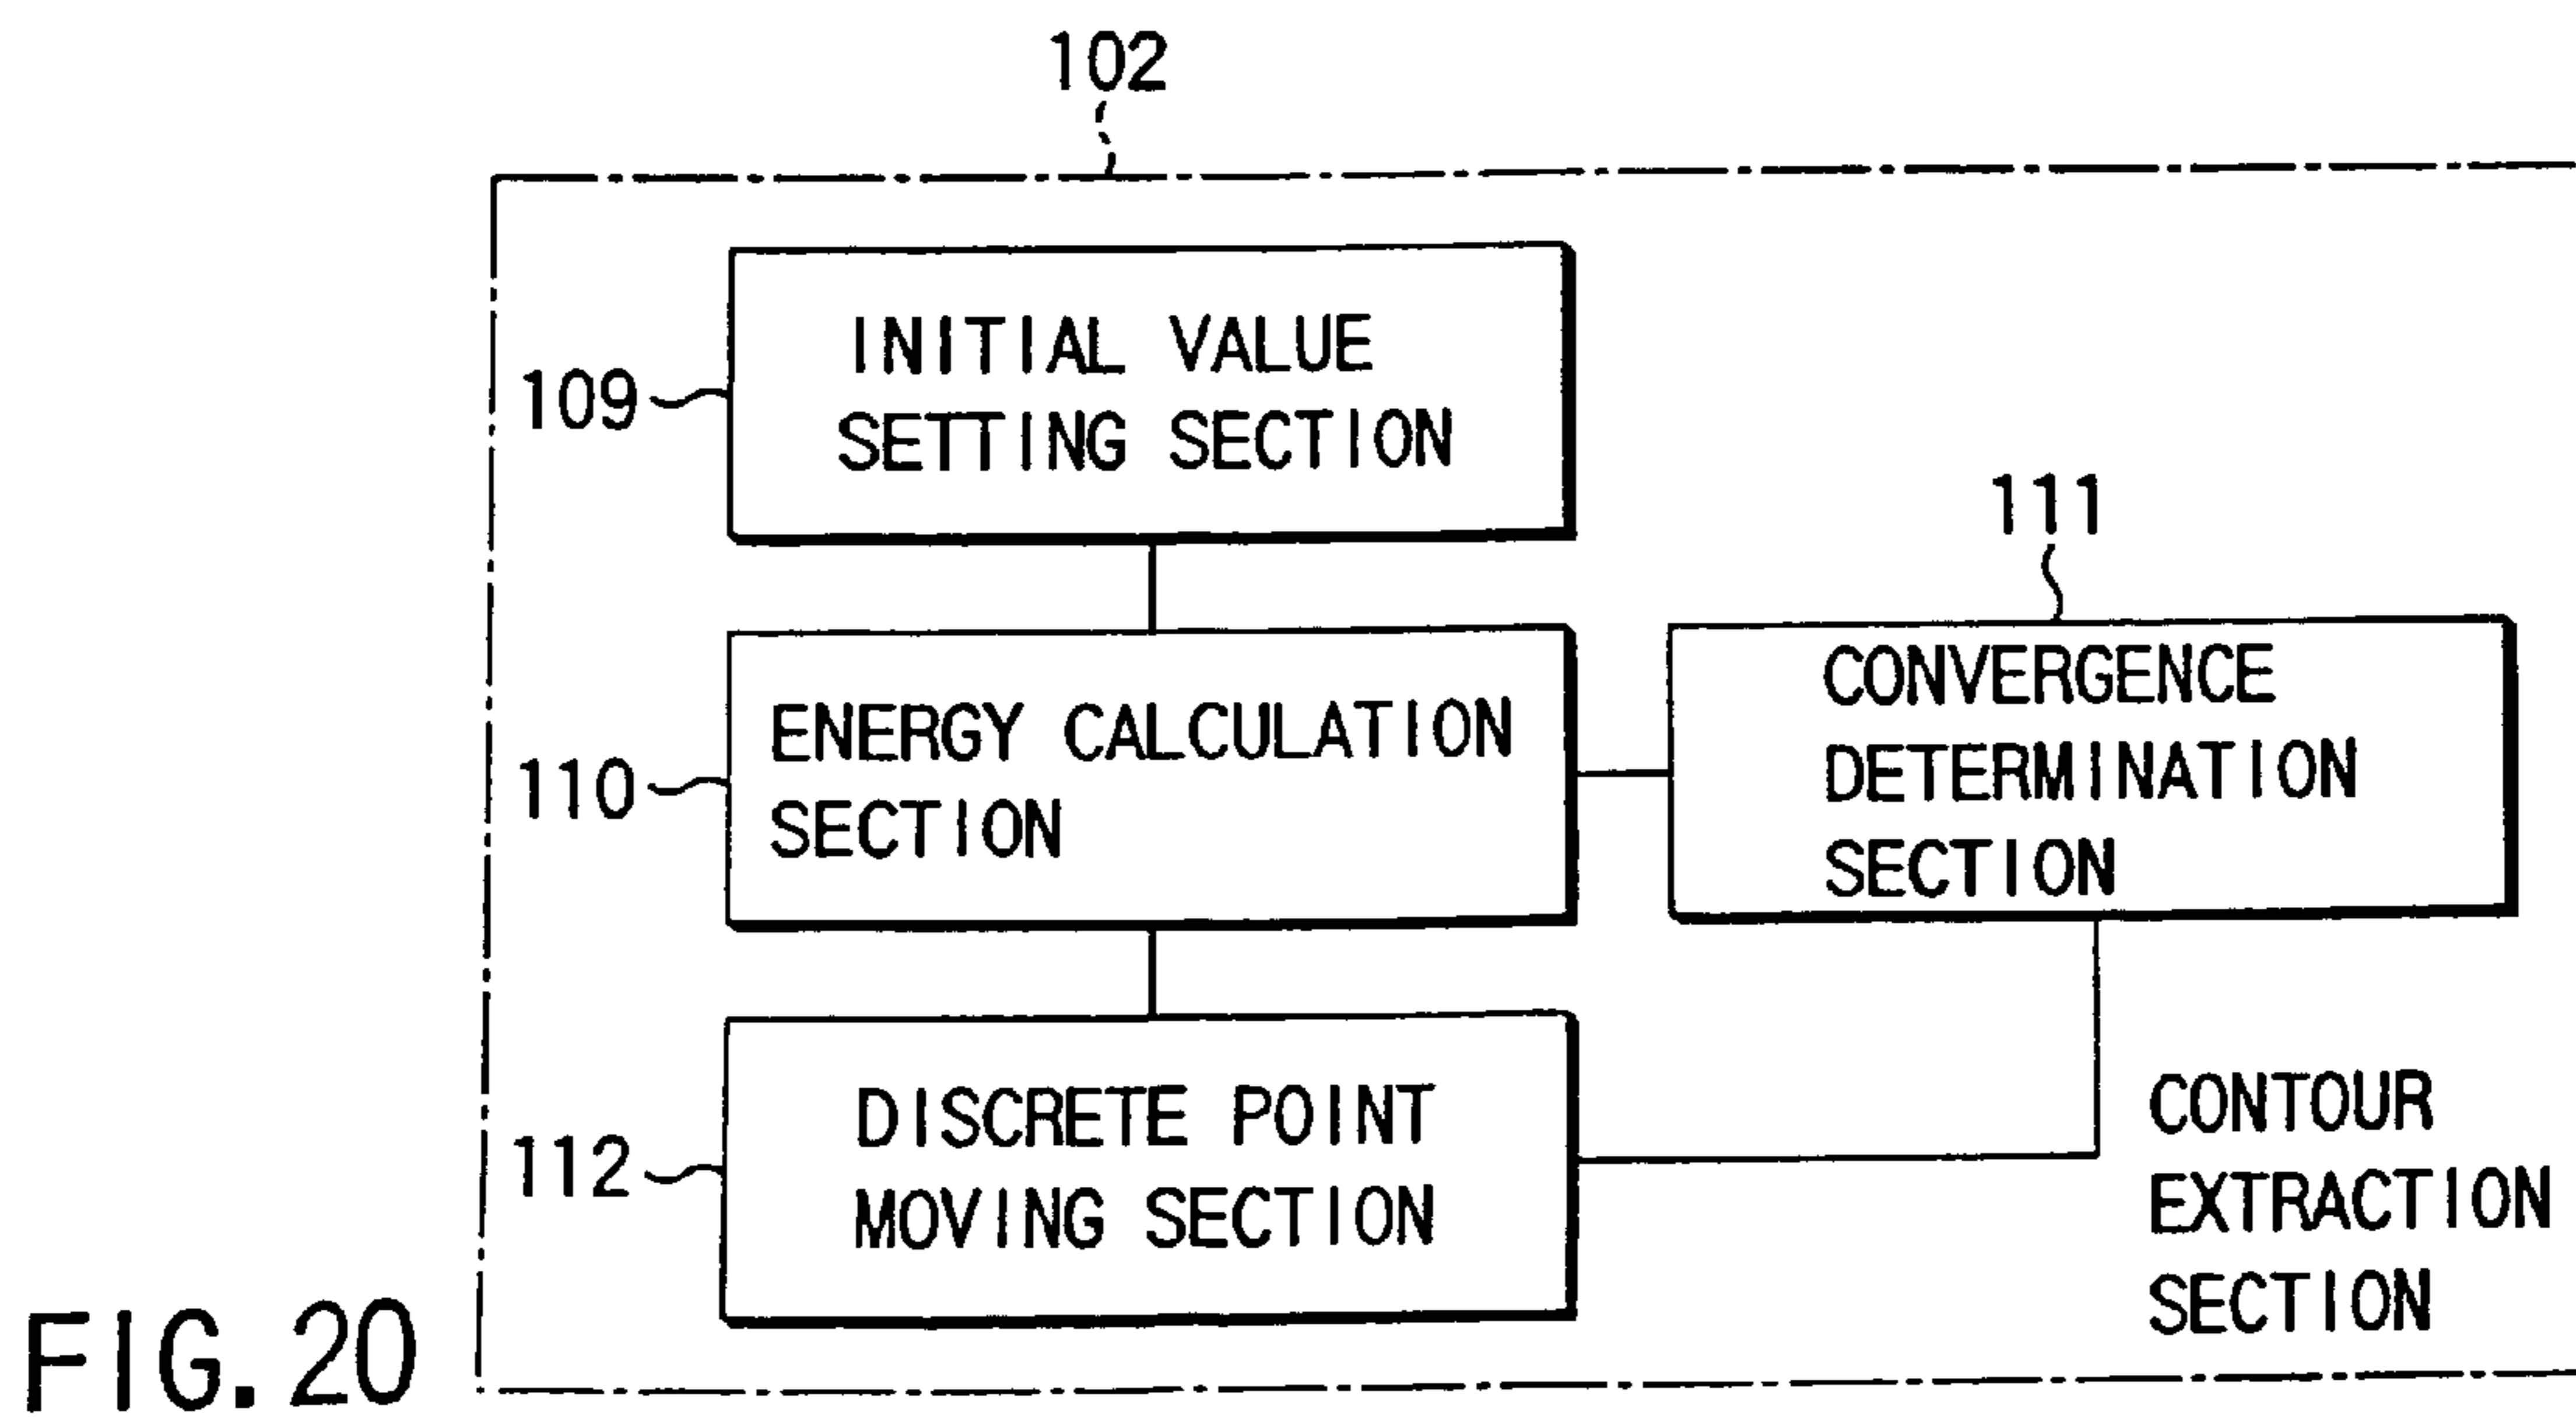 102
INITIAL VALUE
SETTING SECTION
109
111
ENERGY CALCULATION
SECTION
110
CONVERGENCE
DETERMINATION
SECTION
DISCRETE POINT
MOVING SECTION
112
CONTOUR
EXTRACTION
SECTION
FIG. 20